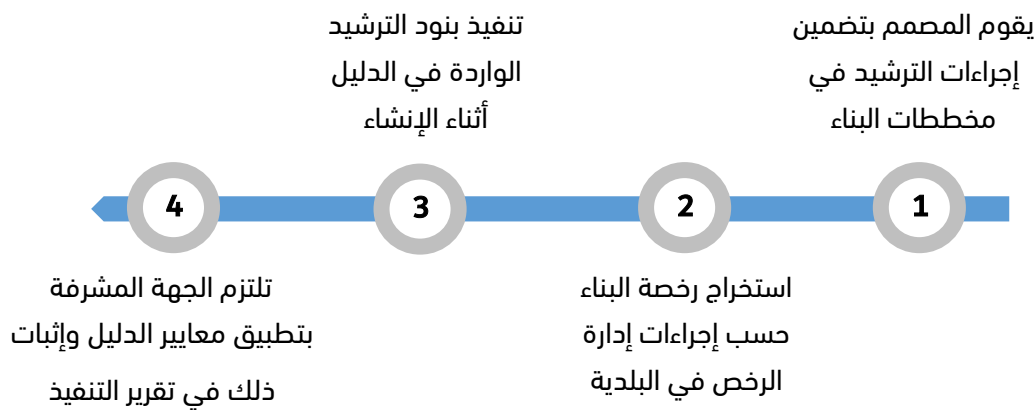 يقوم المصمم بتضمين
إجراءات الترشيد في
مخططات البناء
1
2
استخراج رخصة البناء
حسب إجراءات إدارة
الرخص في البلدية
تنفيذ بنود الترشيد
الواردة في الدليل
أثناء الإنشاء
3
4
تلتزم الجهة المشرفة
بتطبيق معايير الدليل وإثبات
ذلك في تقرير التنفيذ